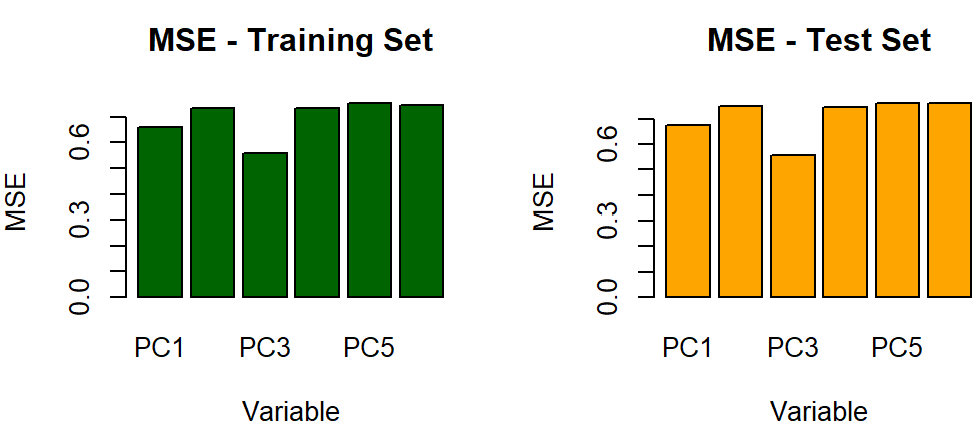 MSE - Training Set
MSE
0.6
0.3
0.0
PC1 PC3 PC5
Variable
MSE - Test Set
MSE
0.6
0.3
0.0
PC1 PC3 PC5
Variable